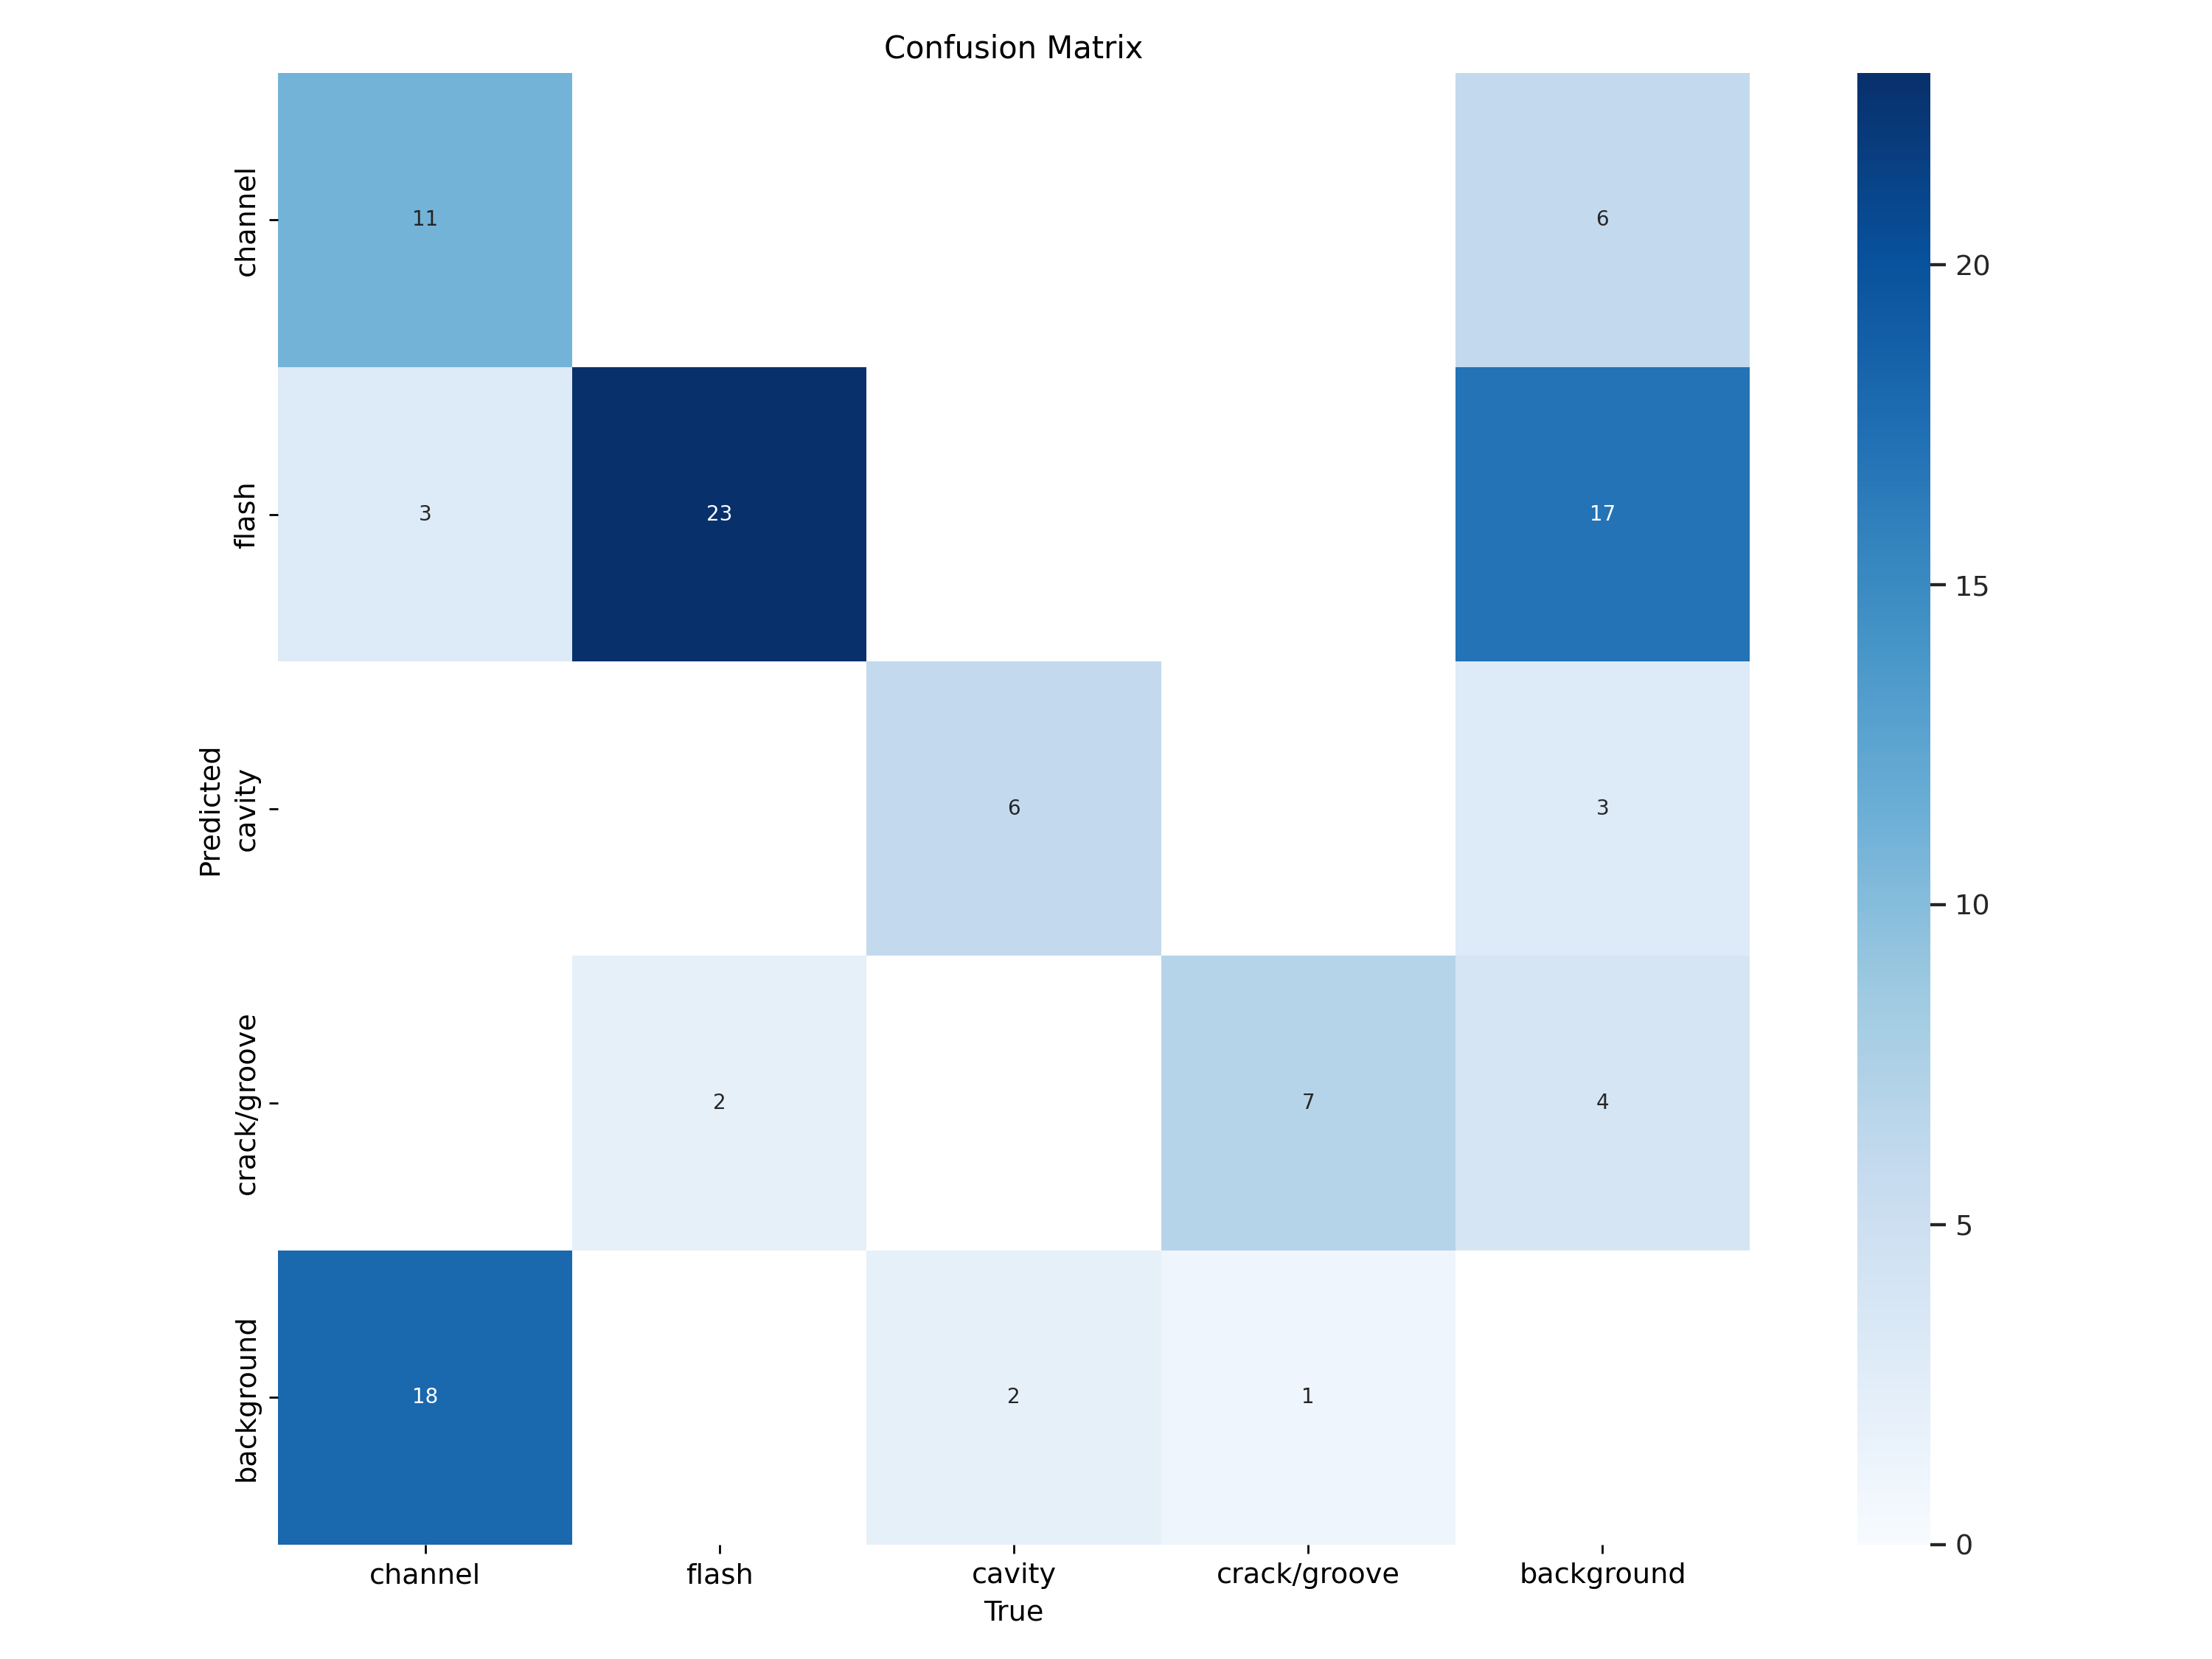 Confusion Matrix
channel
11
6
20
flash
3
23
17
15
Predicted
cavity
6
3
10
crack/groove
2
7
4
5
background
18
2
1
0
channel
flash
cavity
crack/groove
background
True